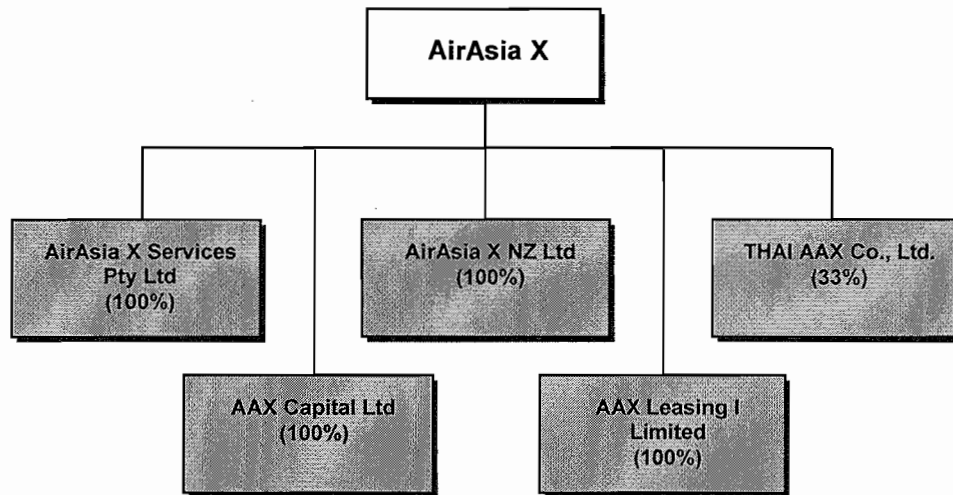 AirAsia X
AirAsia X Services
Pty Ltd
(100%)
AirAsia X NZ Ltd
(100%)
THAI AAX Co., Ltd.
(33%)
AAX Capital Ltd
(100%)
AAX Leasing I
Limited
(100%)